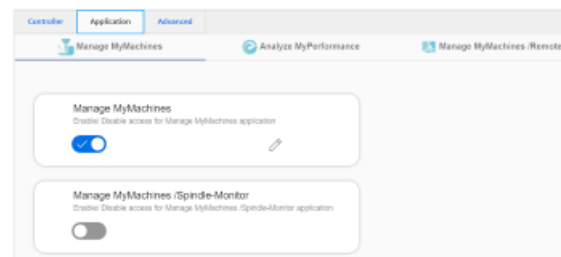 Controller Application Advanced
Manage MyMachines Analyze MyPerformance Manage MyMachines /Remote
Manage MyMachines
Enable/ Disable access for Manage MyMachines application
Manage MyMachines /Spindle-Monitor
Enable/ Disable access for Manage MyMachines /Spindle-Monitor application